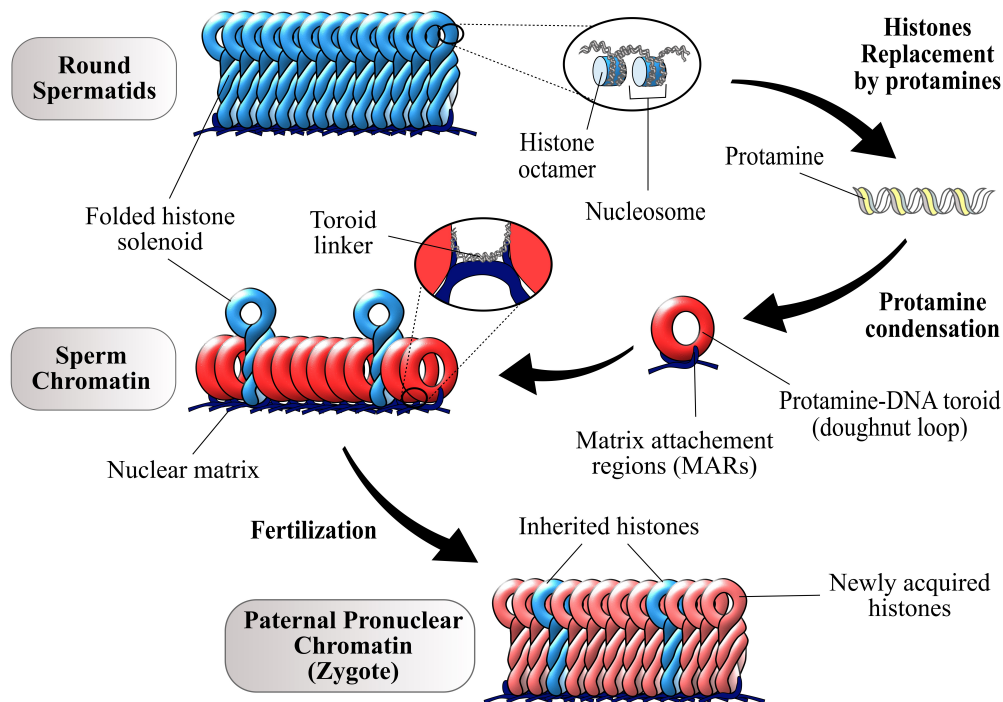 Round
Spermatids
Histone
octamer
Nucleosome
Histones
Replacement
by protamines
Protamine
Folded histone
solenoid
Toroid
linker
Protamine
condensation
Sperm
Chromatin
Nuclear matrix
Matrix attachement
regions (MARs)
Protamine-DNA toroid
(doughnut loop)
Fertilization
Inherited histones
Newly acquired
histones
Paternal Pronuclear
Chromatin
(Zygote)